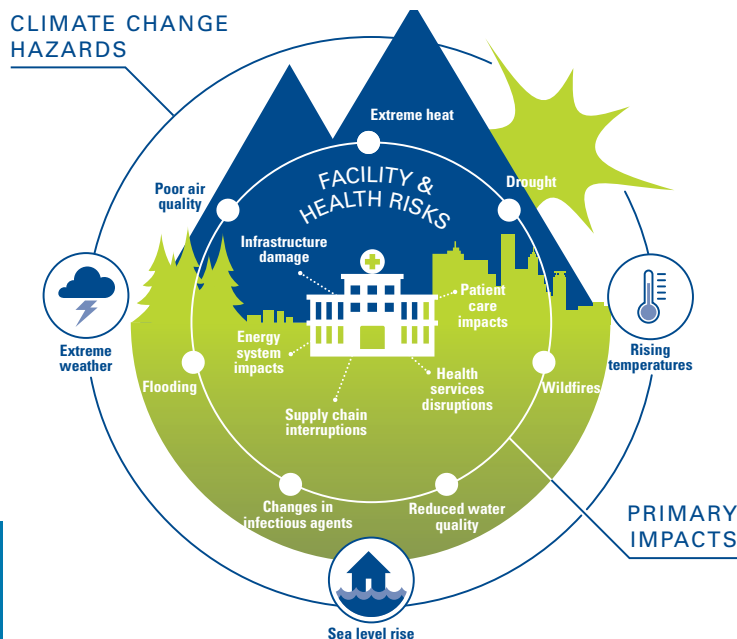 CLIMATE CHANGE
HAZARDS
Extreme heat
Poor air
quality
Drought
FACILITY &
HEALTH RISKS
Infrastructure
damage
Patient
care
impacts
Energy
system
impacts
Health
services
disruptions
Supply chain
interruptions
Extreme
weather
Rising
temperatures
Flooding
Wildfires
Changes in
infectious agents
Reduced water
quality
PRIMARY
IMPACTS
Sea level rise